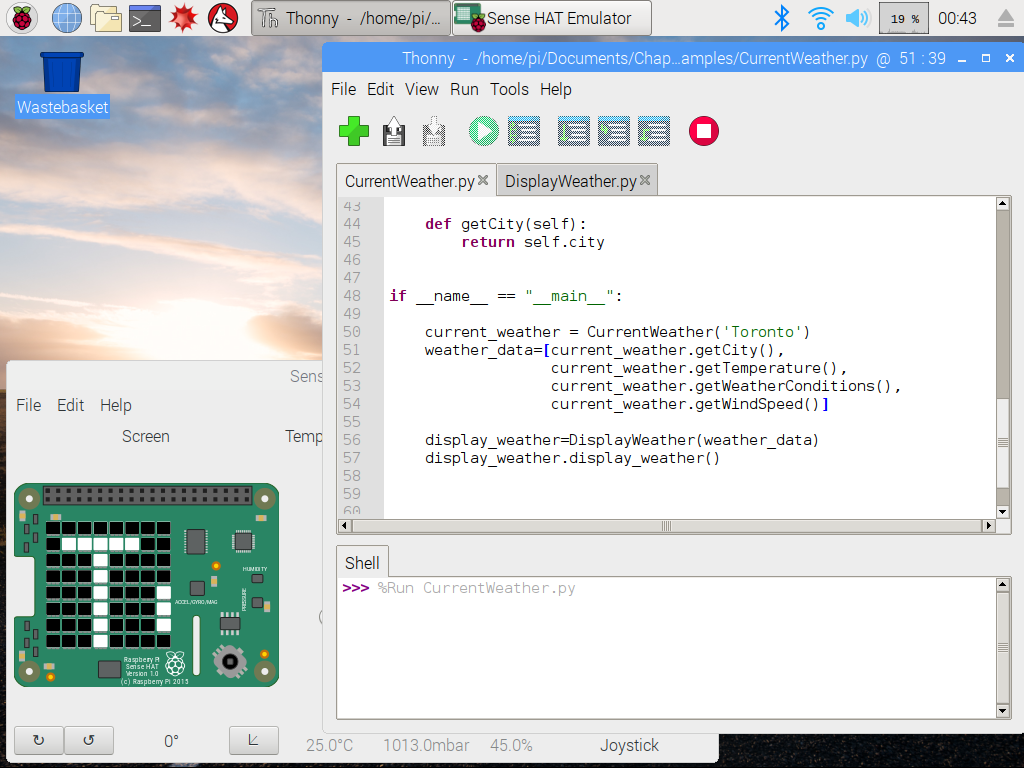 Thonny - /home/pi/...
Sense HAT Emulator
19 %
00:43
Wastebasket
Thonny - /home/pi/Documents/Chap...amples/CurrentWeather.py @ 51 : 39
File Edit View Run Tools Help
CurrentWeather.py
DisplayWeather.py
43
44 def getCity(self):
45 return self.city
46
47
48 if __name__ == "__main__":
49
50 current_weather = CurrentWeather('Toronto')
51 weather_data=[current_weather.getCity(),
52 current_weather.getTemperature(),
53 current_weather.getWeatherConditions(),
54 current_weather.getWindSpeed()]
55
56 display_weather=DisplayWeather(weather_data)
57 display_weather.display_weather()
58
59
60
Shell
>>> %Run CurrentWeather.py
Sens
File Edit Help
Screen
Temp
HUMIDITY
PRESSURE
ACCEL/GYRO/MAG
Raspberry Pi
Sense HAT
Version 1.0
(c) Raspberry Pi 2015
0°
25.0°C
1013.0mbar
45.0%
Joystick